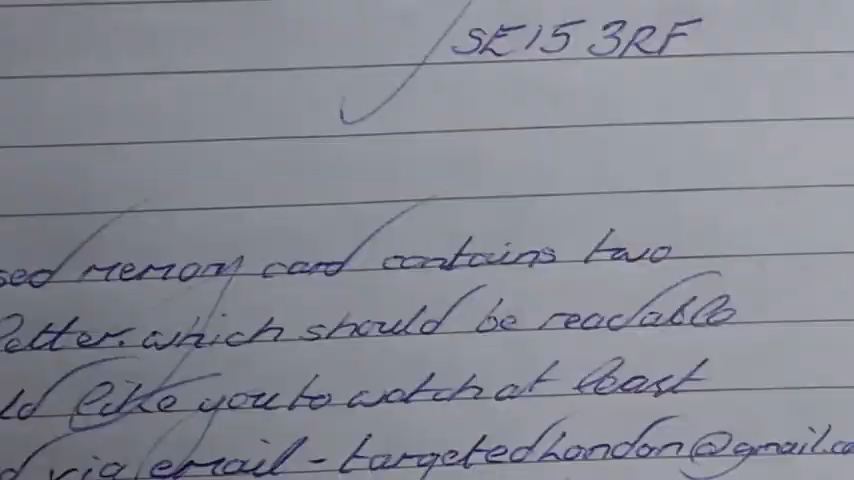 SE15 3RF
sed memory card contains two
letter. which should be readable
ld like you to watch at least
d via email - targetedLondon@gmail.co